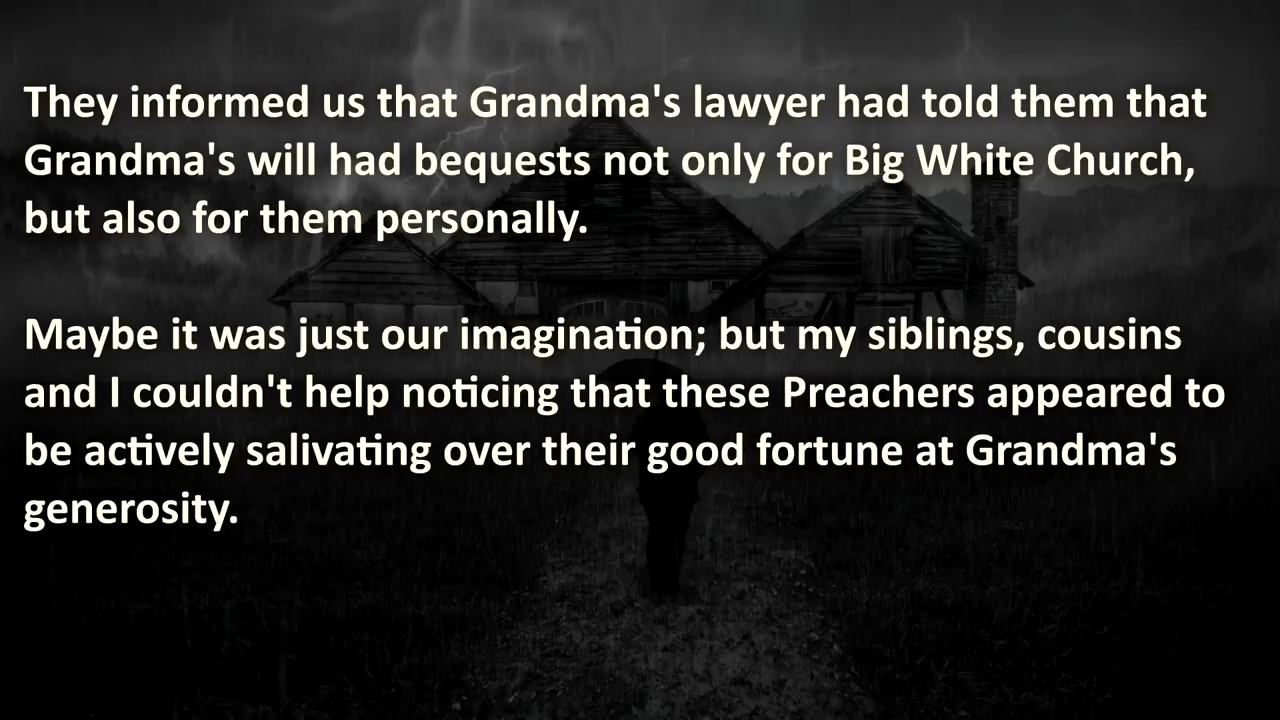 They informed us that Grandma's lawyer had told them that
Grandma's will had bequests not only for Big White Church,
but also for them personally.
Maybe it was just our imagination; but my siblings, cousins
and I couldn't help noticing that these Preachers appeared to
be actively salivating over their good fortune at Grandma's
generosity.